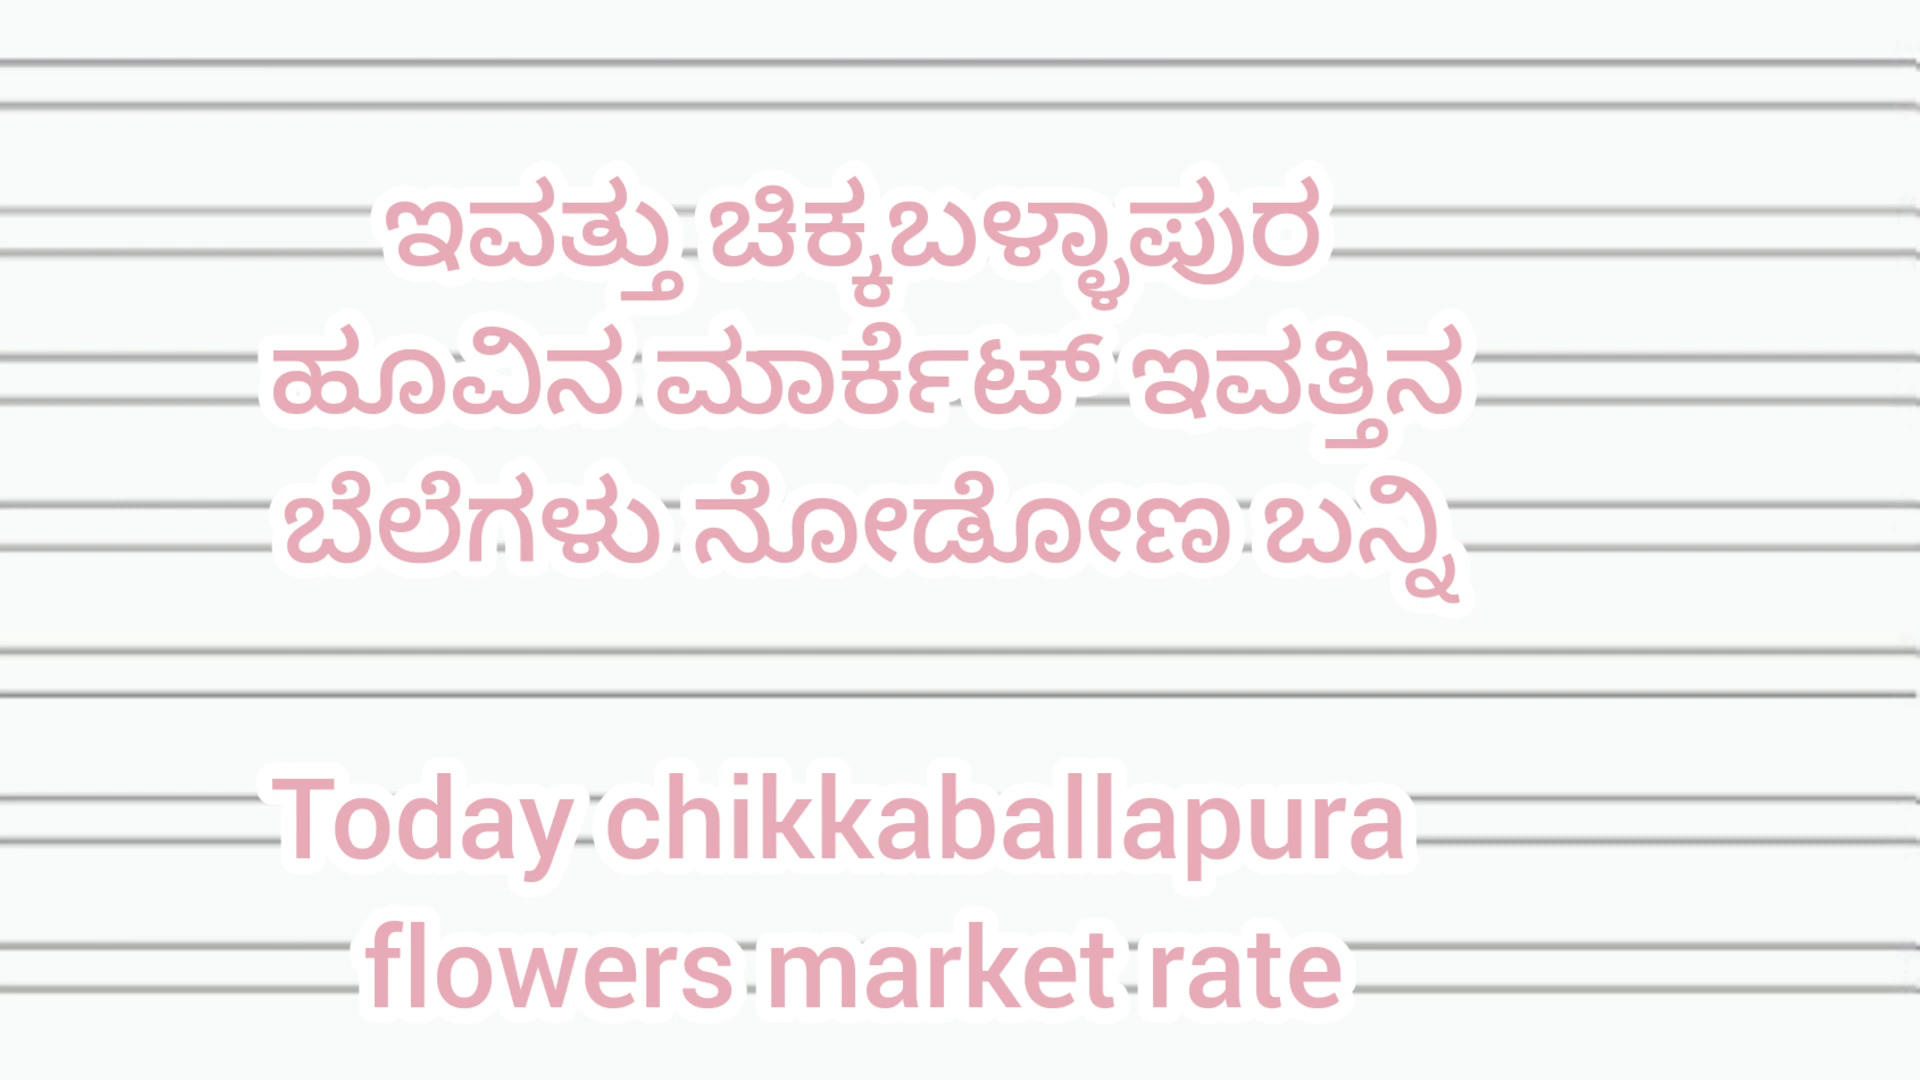 ಇವತ್ತು ಚಿಕ್ಕಬಳ್ಳಾಪುರ
ಹೂವಿನ ಮಾರ್ಕೆಟ್ ಇವತ್ತಿನ
ಬೆಲೆಗಳು ನೋಡೋಣ ಬನ್ನಿ
Today chikkaballapura
flowers market rate